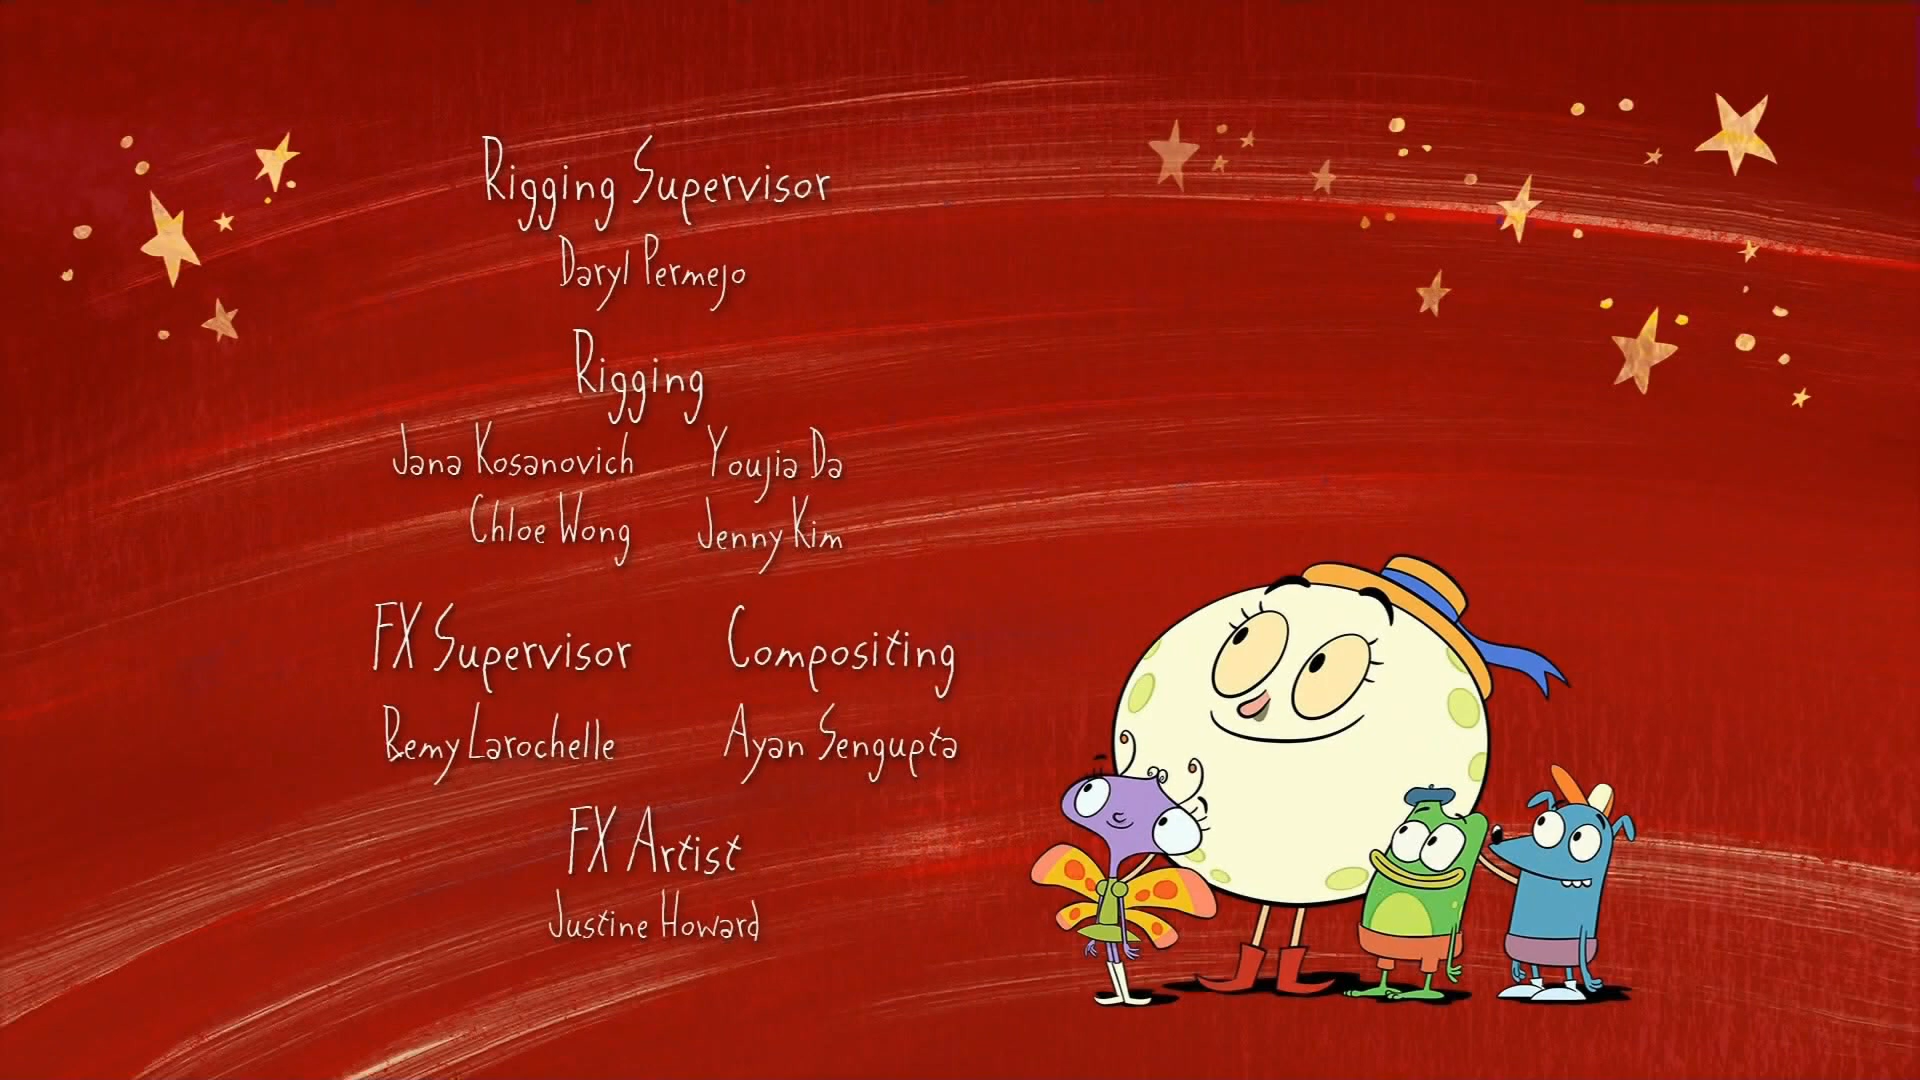 Rigging Supervisor
Daryl Permejo
Rigging
Jana Kosanovich Youjia Da
Chloe Wong Jenny Kim
FX Supervisor Compositing
Remy Larochelle Ayan Sengupta
FX Artist
Justine Howard